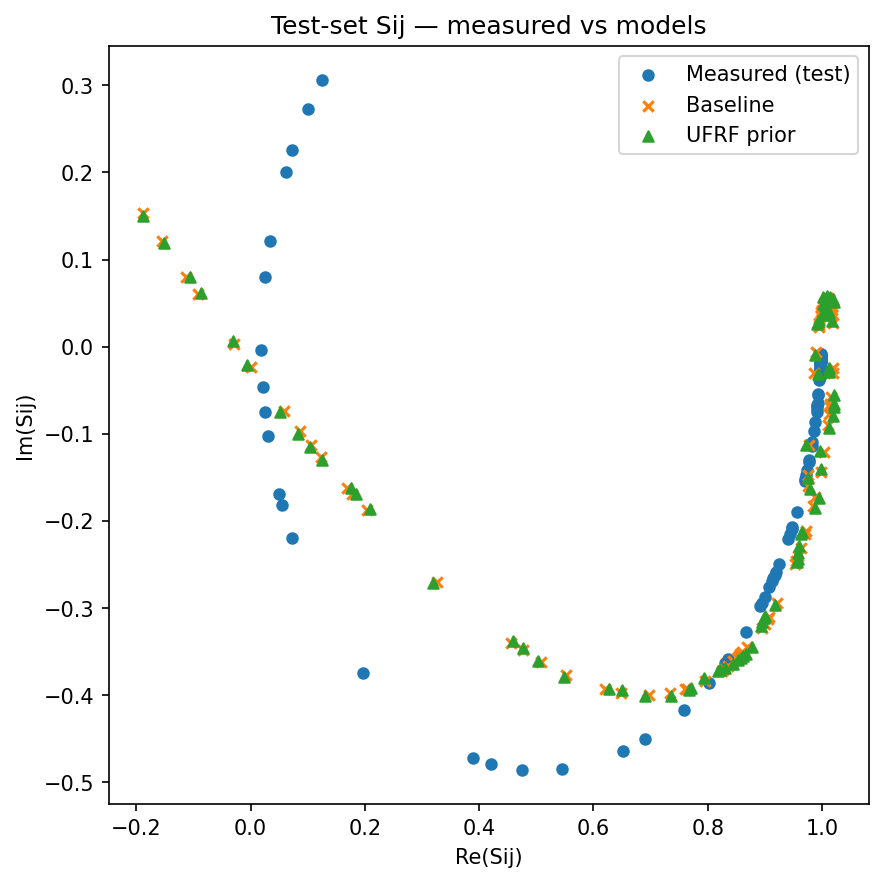 Test-set Sij — measured vs models
Measured (test)
Baseline
UFRF prior
0.3
0.2
0.1
0.0
−0.1
−0.2
−0.3
−0.4
−0.5
Im(Sij)
−0.2
0.0
0.2
0.4
0.6
0.8
1.0
Re(Sij)